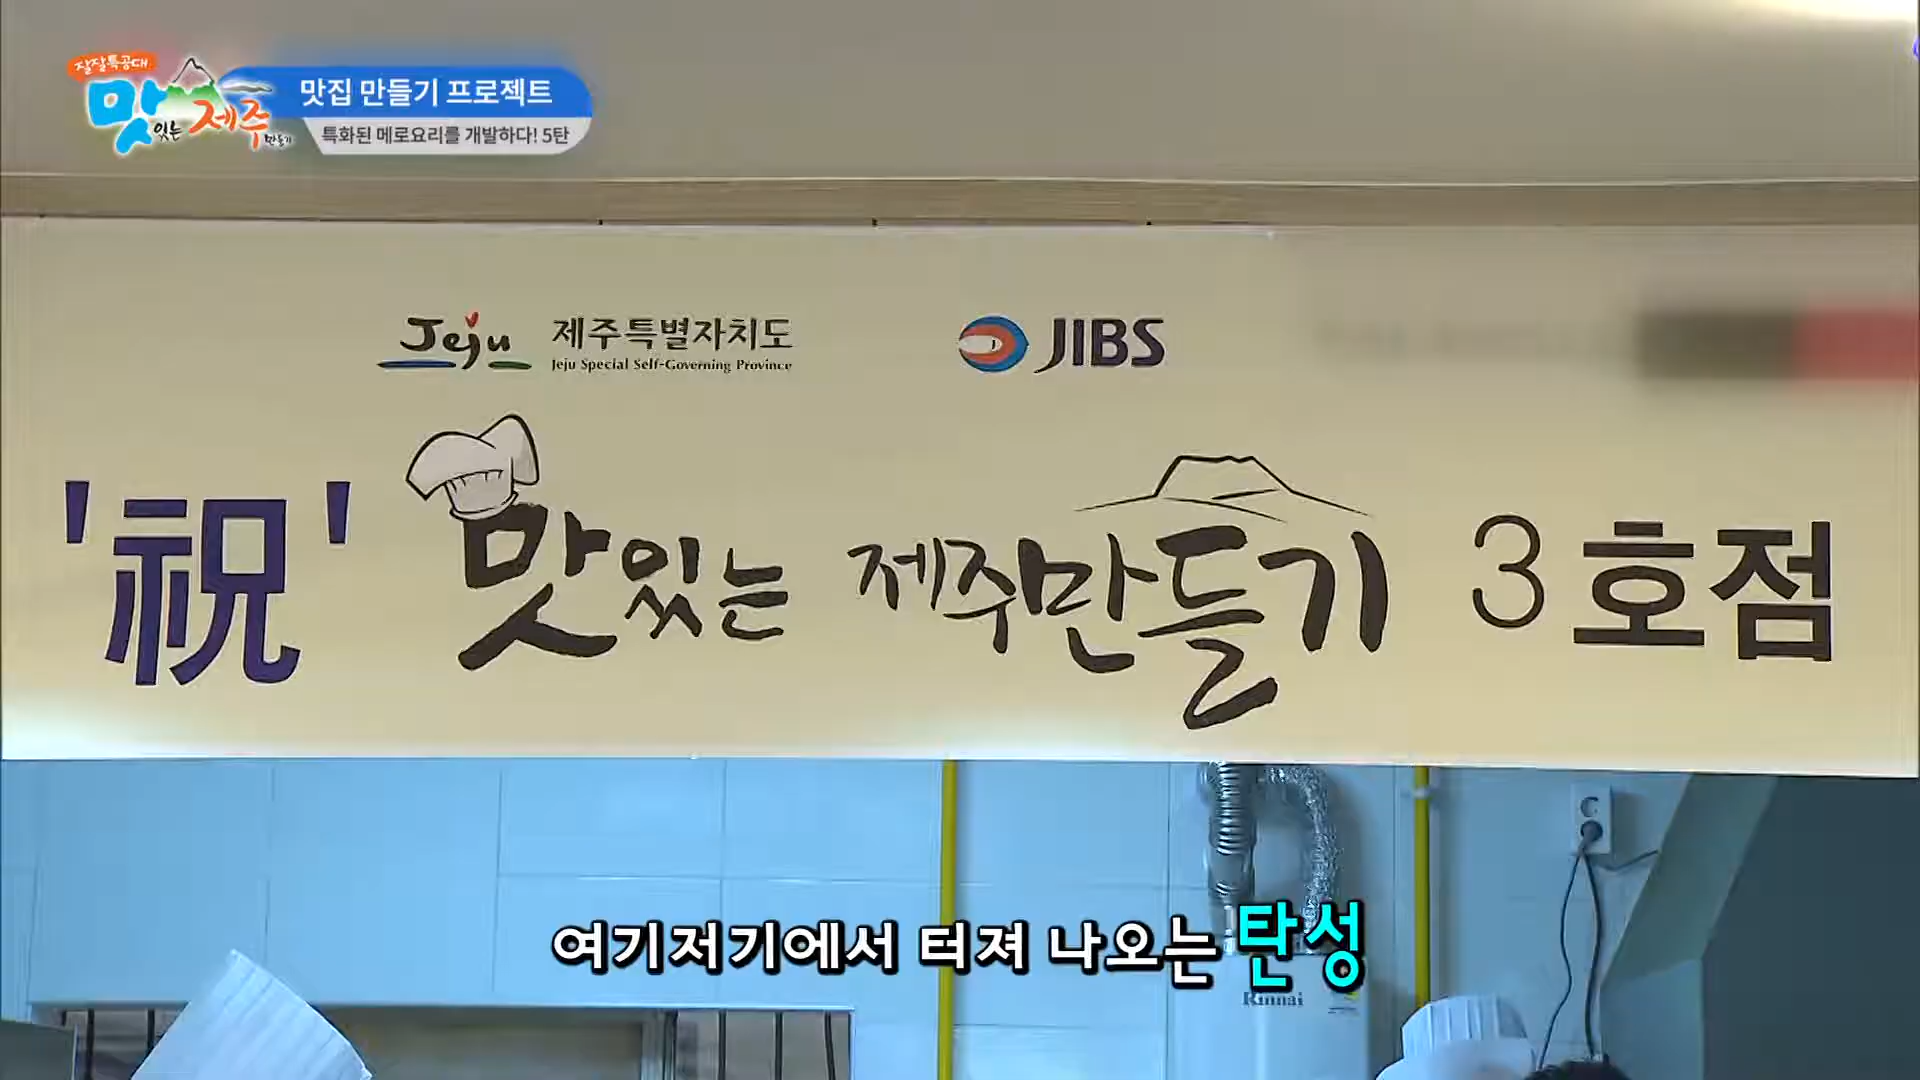 잘잘특공대
맛있는 제주 만들기
맛집 만들기 프로젝트
특화된 메로요리를 개발하다! 5탄
Jeju 제주특별자치도
Jeju Special Self-Governing Province
JIBS
'祝' 맛있는 제주만들기 3호점
여기저기에서 터져 나오는 탄성
Rinnai